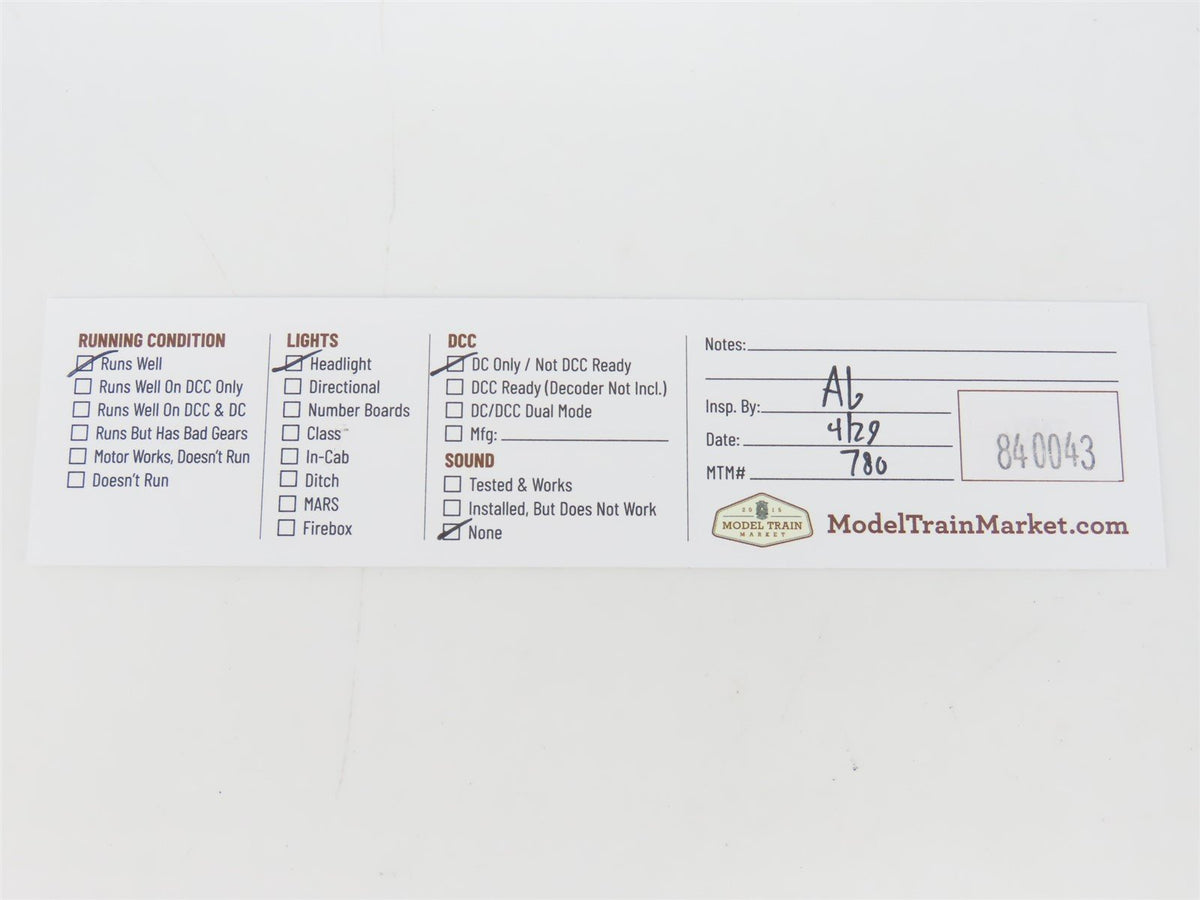 RUNNING CONDITION
Runs Well
Runs Well On DCC Only
Runs Well On DCC & DC
Runs But Has Bad Gears
Motor Works, Doesn't Run
Doesn't Run
LIGHTS
Headlight
Directional
Number Boards
Class
In-Cab
Ditch
MARS
Firebox
DCC
DC Only / Not DCC Ready
DCC Ready (Decoder Not Incl.)
DC/DCC Dual Mode
Mfg:
SOUND
Tested & Works
Installed, But Does Not Work
None
Notes:
Insp. By:
Date: 4/29
MTM# 780
840043
2015
MODEL TRAIN
MARKET
ModelTrainMarket.com